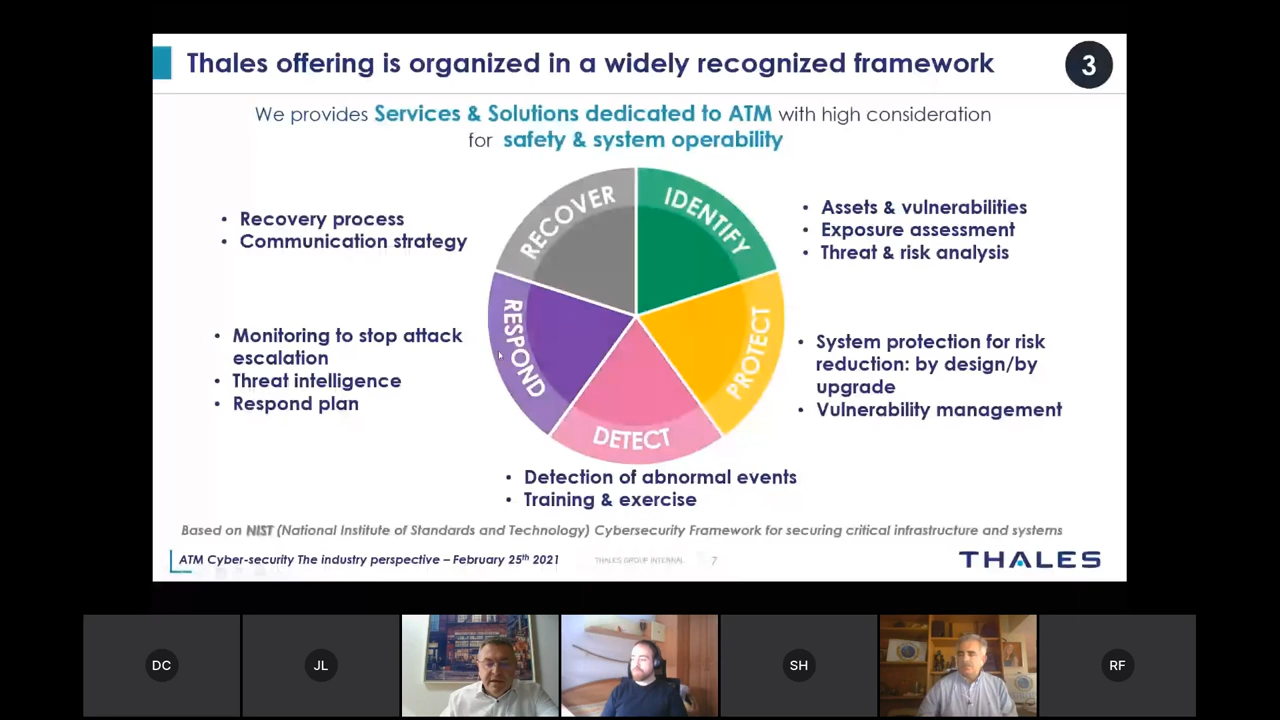 Thales offering is organized in a widely recognized framework
3
We provides Services & Solutions dedicated to ATM with high consideration
for safety & system operability
RECOVER
IDENTIFY
PROTECT
DETECT
RESPOND
• Recovery process
• Communication strategy
• Assets & vulnerabilities
• Exposure assessment
• Threat & risk analysis
• Monitoring to stop attack
escalation
• Threat intelligence
• Respond plan
• System protection for risk
reduction: by design/by
upgrade
• Vulnerability management
• Detection of abnormal events
• Training & exercise
Based on NIST (National Institute of Standards and Technology) Cybersecurity Framework for securing critical infrastructure and systems
ATM Cyber-security The industry perspective – February 25th 2021
THALES GROUP INTERNAL
7
THALES
DC
JL
SH
RF